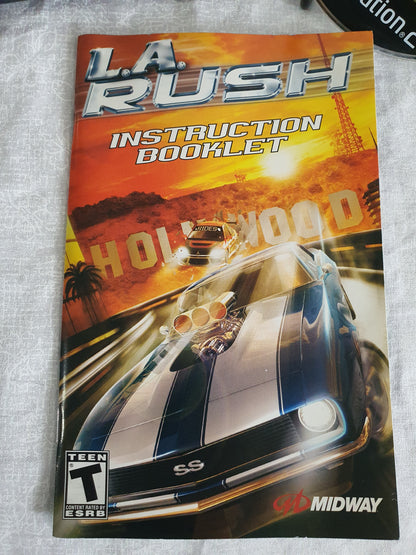 L.A.
RUSH
INSTRUCTION
BOOKLET
HOLLYWOOD
SS
TEEN
T
CONTENT RATED BY
ESRB
MIDWAY